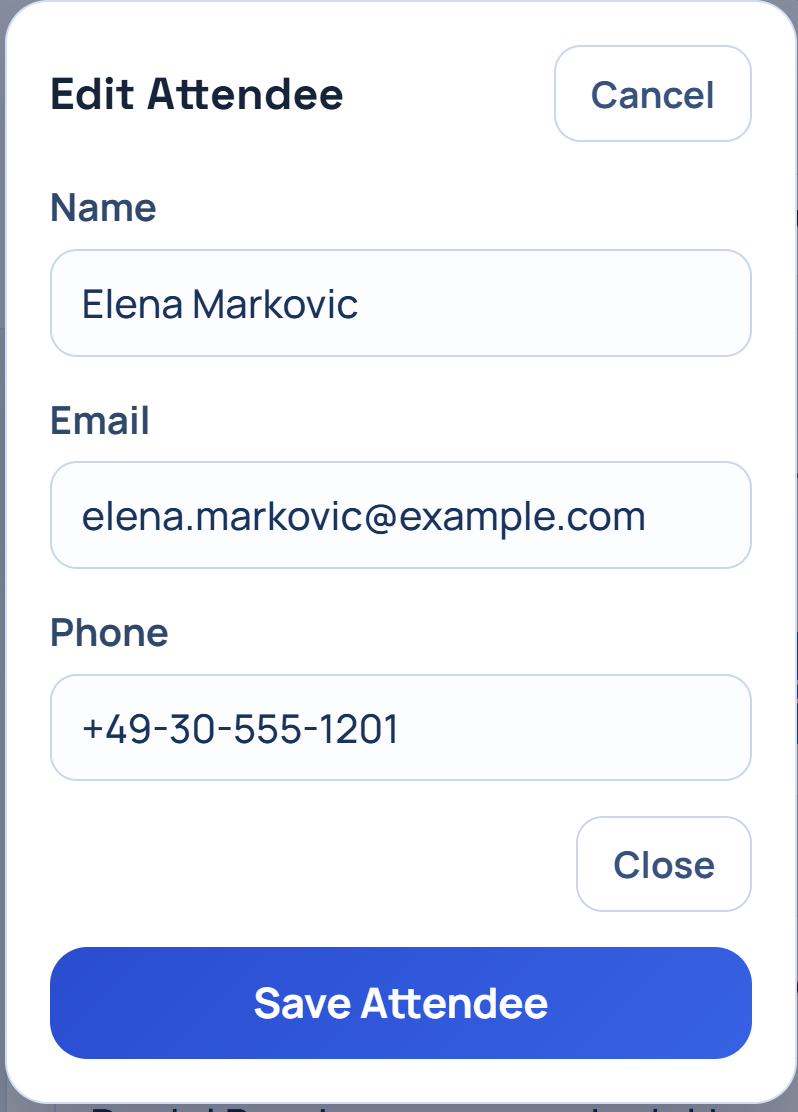 Edit Attendee
Cancel
Name
Elena Markovic
Email
elena.markovic@example.com
Phone
+49-30-555-1201
Close
Save Attendee